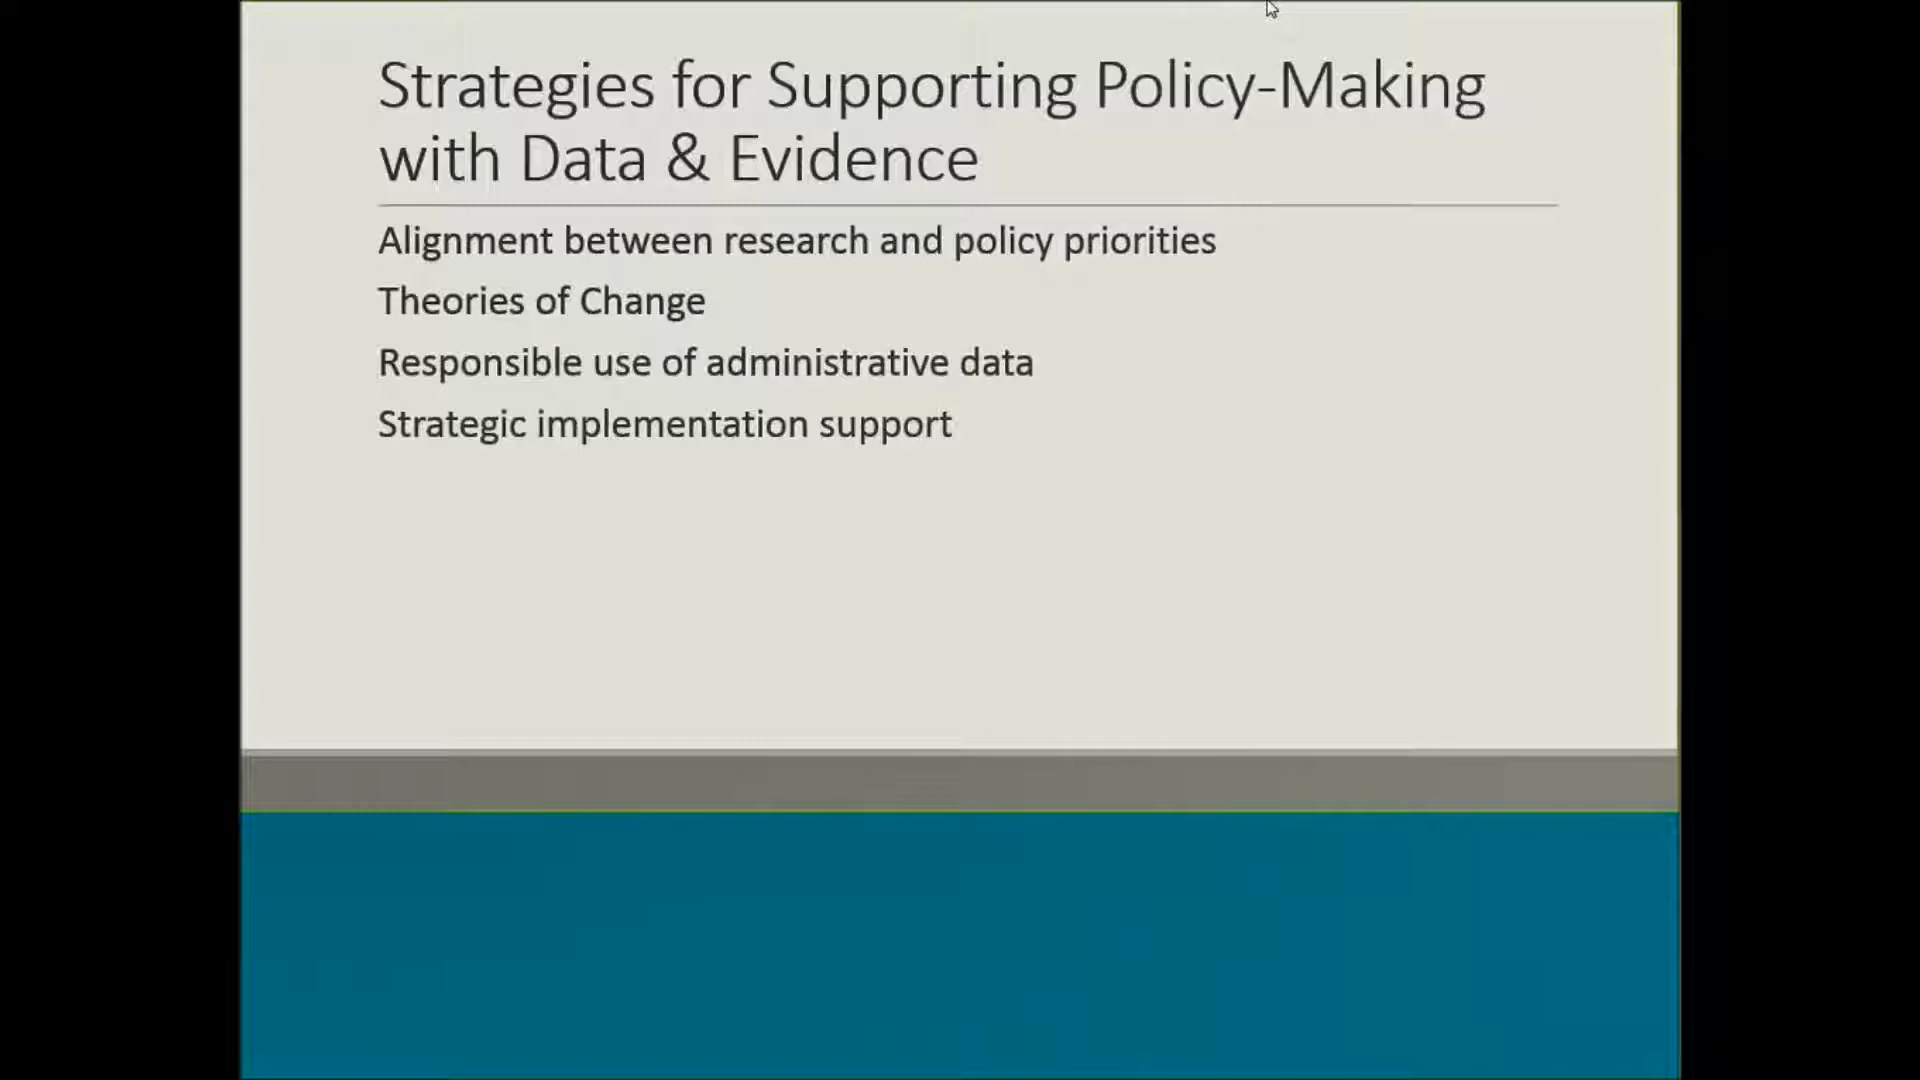 Strategies for Supporting Policy-Making
with Data & Evidence
Alignment between research and policy priorities
Theories of Change
Responsible use of administrative data
Strategic implementation support